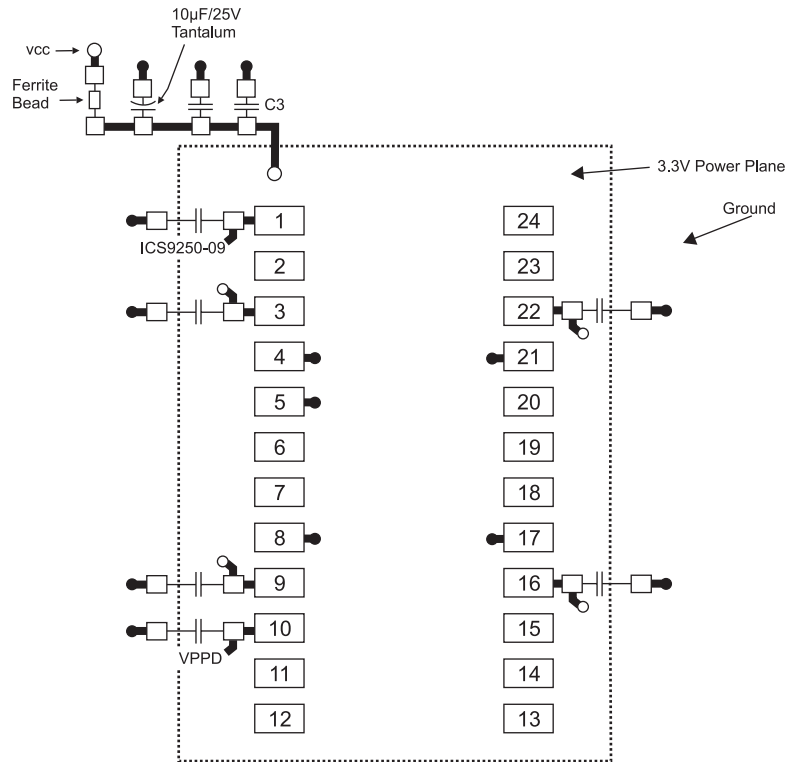 10µF/25V
Tantalum
vcc
Ferrite
Bead
C3
3.3V Power Plane
Ground
1
24
ICS9250-09
2
23
3
22
4
21
5
20
6
19
7
18
8
17
9
16
10
15
VPPD
11
14
12
13